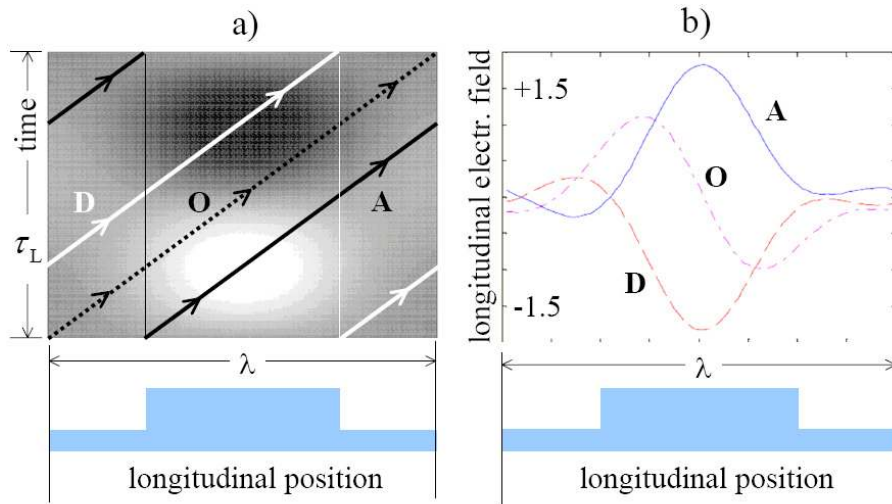 a)
time
τL
D
O
A
λ
longitudinal position
b)
longitudinal electr. field
+1.5
-1.5
A
O
D
λ
longitudinal position